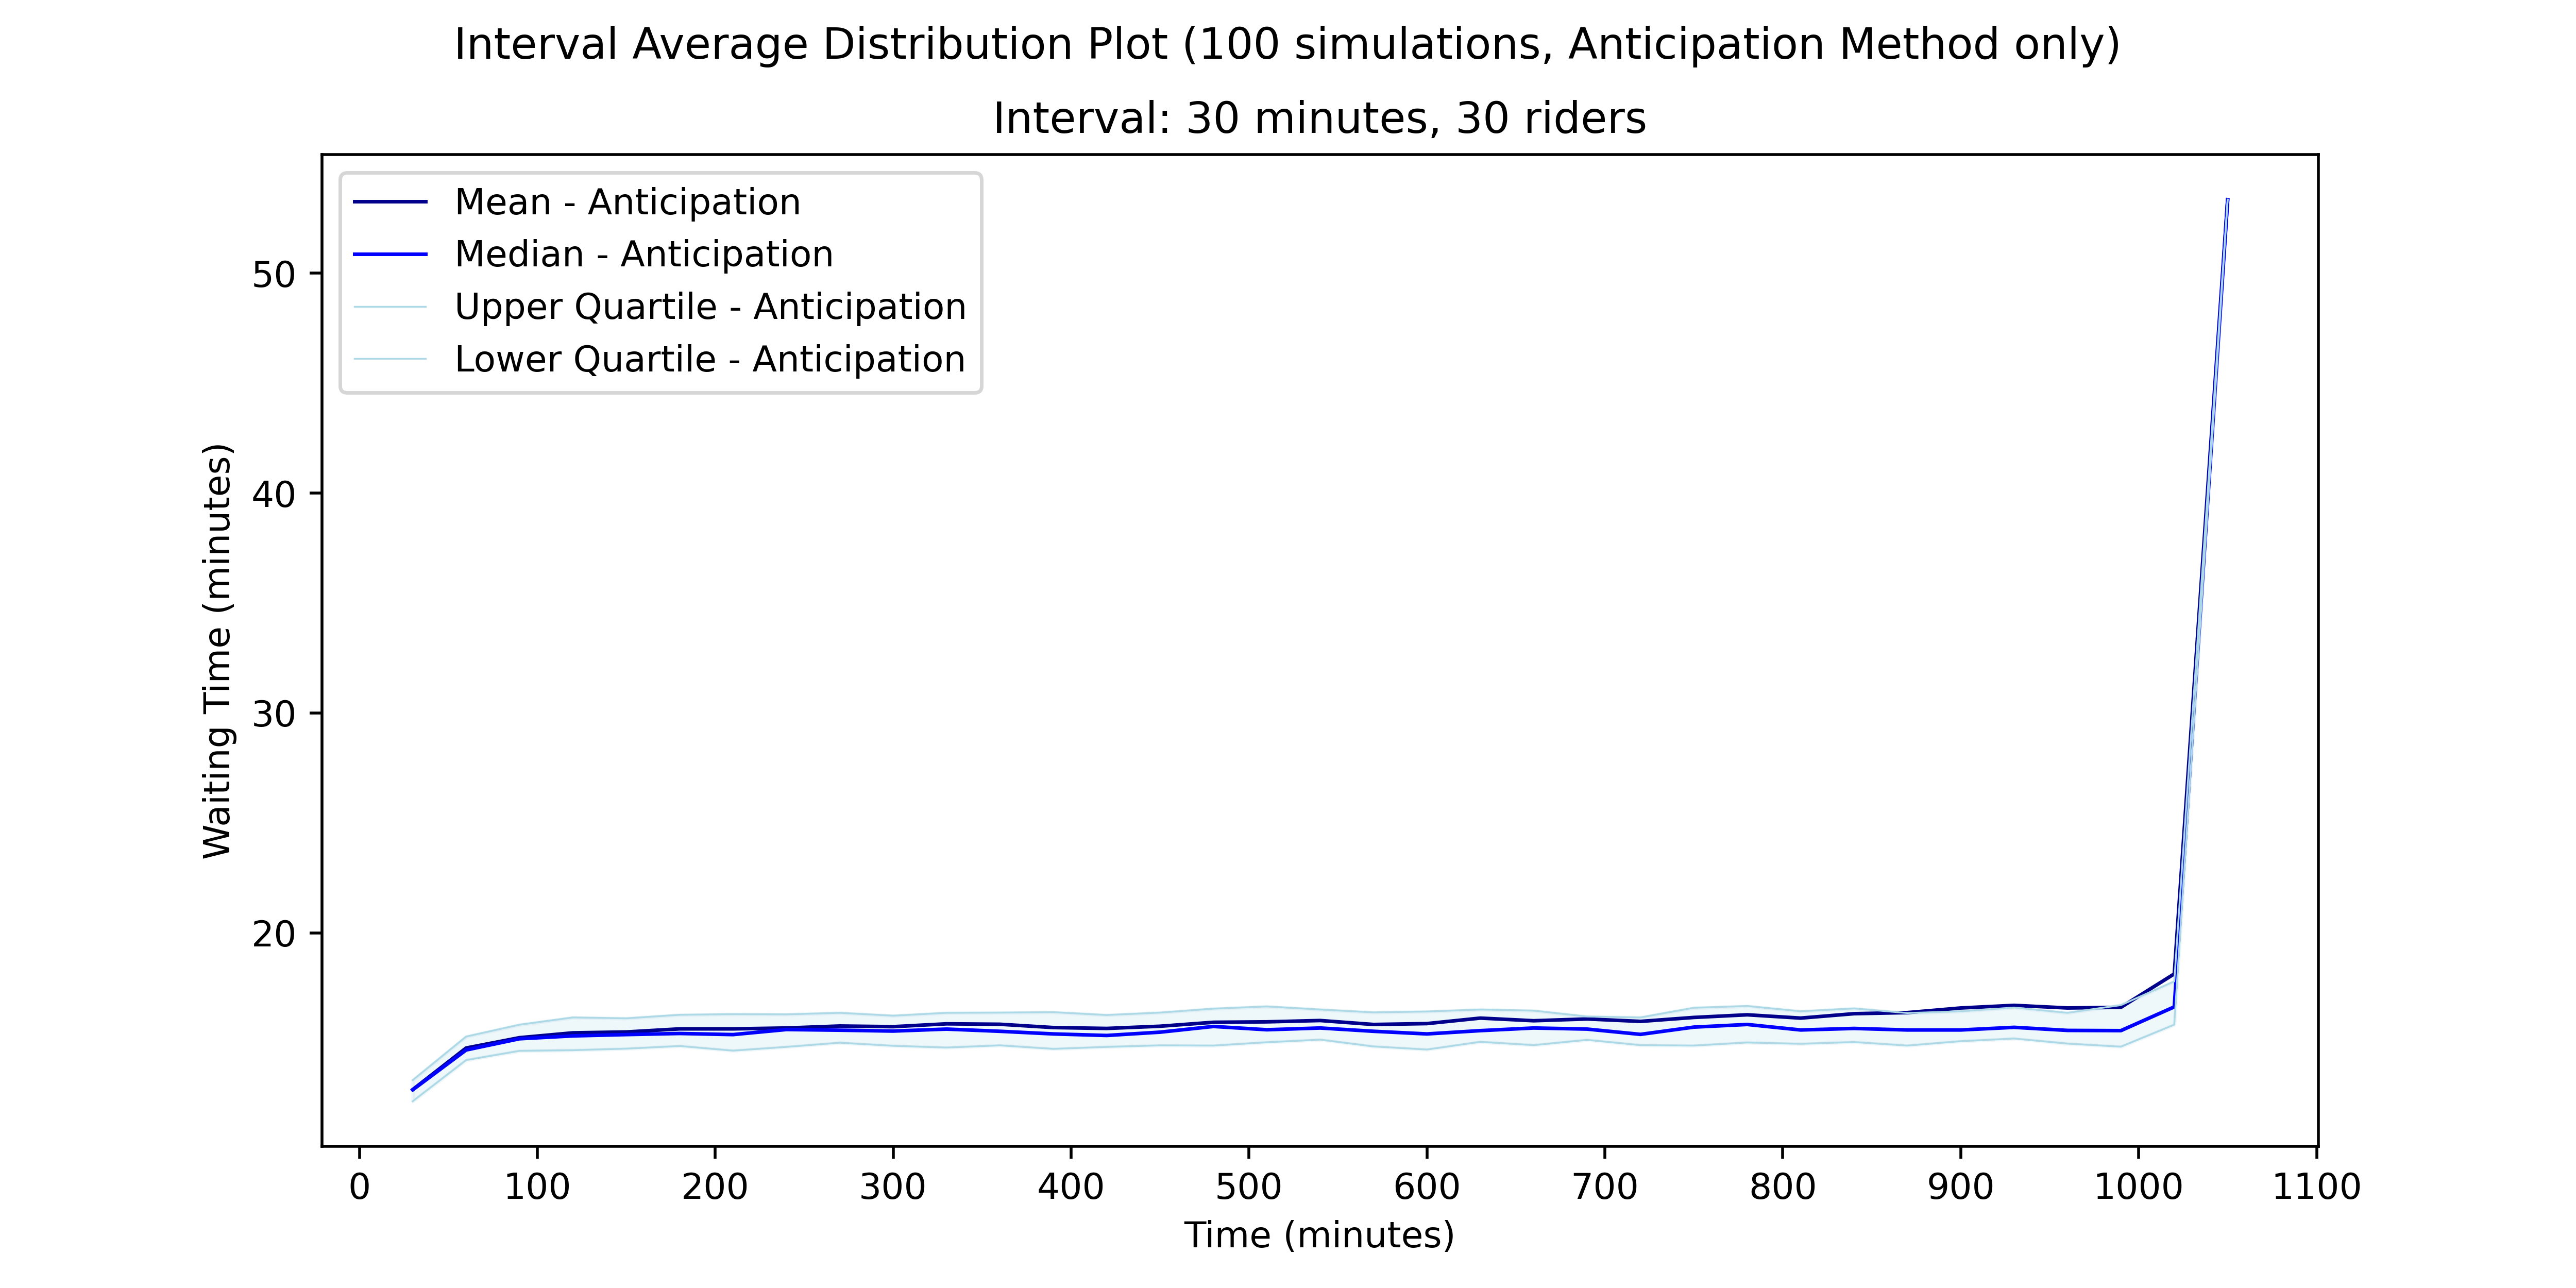 Interval Average Distribution Plot (100 simulations, Anticipation Method only)
Interval: 30 minutes, 30 riders
Mean - Anticipation
Median - Anticipation
Upper Quartile - Anticipation
Lower Quartile - Anticipation
Waiting Time (minutes)
50
40
30
20
0 100 200 300 400 500 600 700 800 900 1000 1100
Time (minutes)